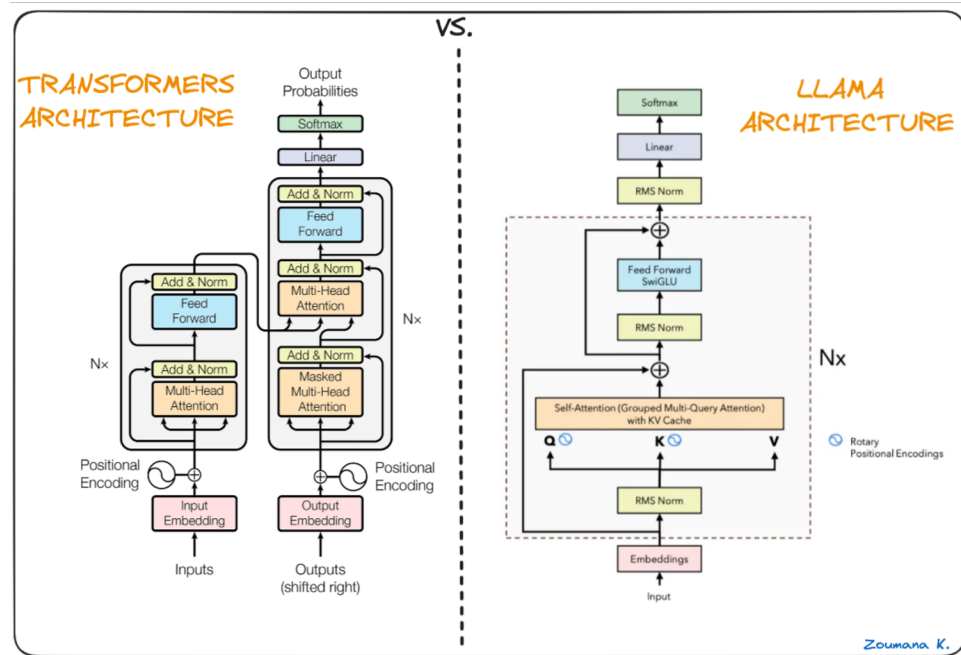 VS.
TRANSFORMERS
ARCHITECTURE
Output
Probabilities
Softmax
Linear
Add & Norm
Feed
Forward
Add & Norm
Multi-Head
Attention
Nx
Add & Norm
Masked
Multi-Head
Attention
Add & Norm
Feed
Forward
Nx
Add & Norm
Multi-Head
Attention
Positional
Encoding
Positional
Encoding
Input
Embedding
Output
Embedding
Inputs
Outputs
(shifted right)
LLAMA
ARCHITECTURE
Softmax
Linear
RMS Norm
Feed Forward
SwiGLU
RMS Norm
Nx
Self-Attention (Grouped Multi-Query Attention)
with KV Cache
Q
K
V
Rotary
Positional Encodings
RMS Norm
Embeddings
Input
Zoumana K.